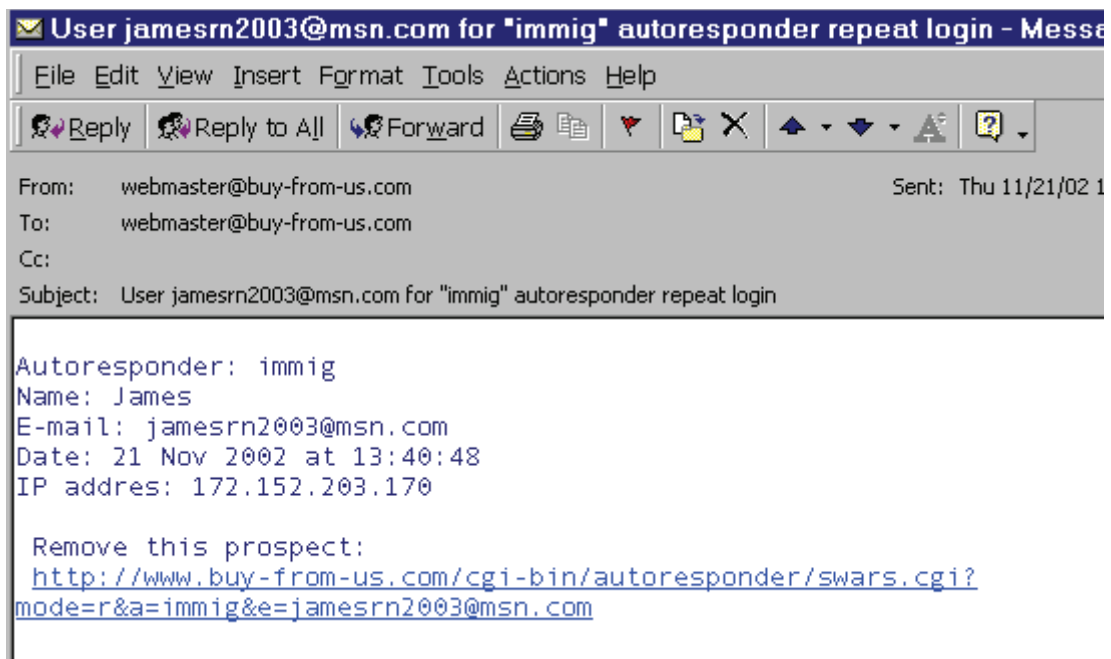 User jamesrn2003@msn.com for "immig" autoresponder repeat login - Messa
File Edit View Insert Format Tools Actions Help
Reply Reply to All Forward
From: webmaster@buy-from-us.com Sent: Thu 11/21/02 1
To: webmaster@buy-from-us.com
Cc:
Subject: User jamesrn2003@msn.com for "immig" autoresponder repeat login
Autoresponder: immig
Name: James
E-mail: jamesrn2003@msn.com
Date: 21 Nov 2002 at 13:40:48
IP addres: 172.152.203.170
Remove this prospect:
http://www.buy-from-us.com/cgi-bin/autoresponder/swars.cgi?
mode=r&a=immig&e=jamesrn2003@msn.com